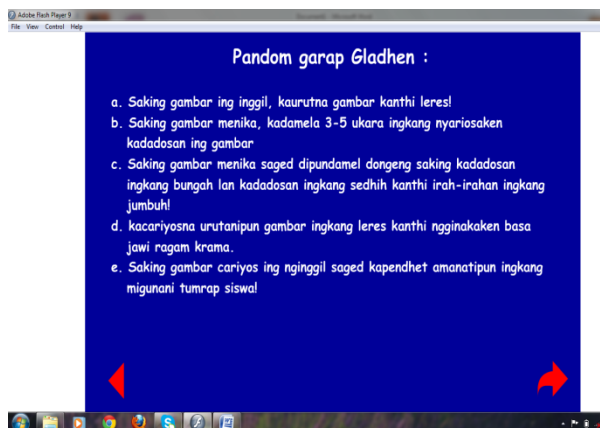 Adobe Flash Player 9
File View Control Help
Pandom garap Gladhen :
a. Saking gambar ing inggil, kaurutna gambar kanthi leres!
b. Saking gambar menika, kadamela 3-5 ukara ingkang nyariosaken
kadadosan ing gambar
c. Saking gambar menika saged dipundamel dongeng saking kadadosan
ingkang bungah lan kadadosan ingkang sedhih kanthi irah-irahan ingkang
jumbuh!
d. kacariyosna urutanipun gambar ingkang leres kanthi ngginakaken basa
jawi ragam krama.
e. Saking gambar cariyos ing nginggil saged kapendhet amanatipun ingkang
migunani tumrap siswa!